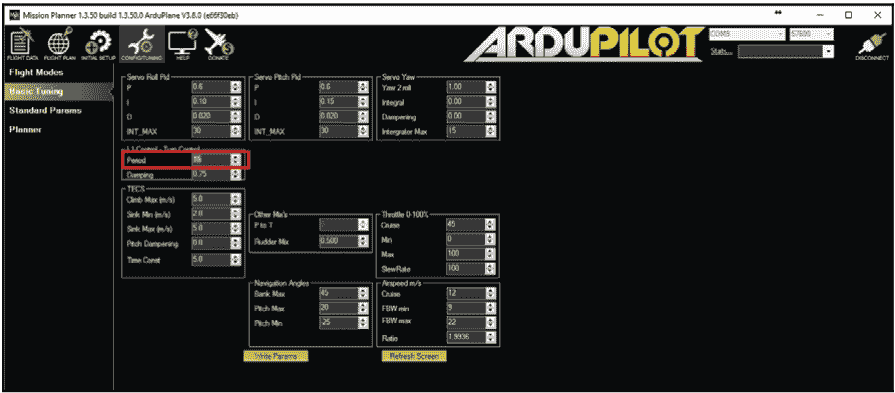 Mission Planner 1.3.50 build 1.3.50.0 ArduPlane V3.8.0
FLIGHT DATA FLIGHT PLAN INITIAL SETUP CONFIG/TUNING HELP DONATE
ARDUPILOT
COM8 57600
Stats...
DISCONNECT
Flight Modes
Basic Tuning
Standard Params
Planner
Servo Roll Pid
P 0.6
I 0.10
D 0.020
INT_MAX 30
Servo Pitch Pid
P 0.6
I 0.15
D 0.020
INT_MAX 30
Servo Yaw
Yaw 2 roll 1.00
Integral 0.00
Dampening 0.00
Intergrator Max 15
L1 Control - Turn Control
Period
Damping 0.75
TECS
Climb Max (m/s) 5.0
Sink Min (m/s) 2.0
Sink Max (m/s) 5.0
Pitch Dampening 0.0
Time Const 5.0
Other Mix's
P to T
Rudder Mix 0.500
Throttle 0-100%
Cruise 45
Min 0
Max 100
SlewRate 100
Navigation Angles
Bank Max 45
Pitch Max 20
Pitch Min -25
Airspeed m/s
Cruise 12
FBW min 9
FBW max 22
Ratio 1.9936
Write Params Refresh Screen